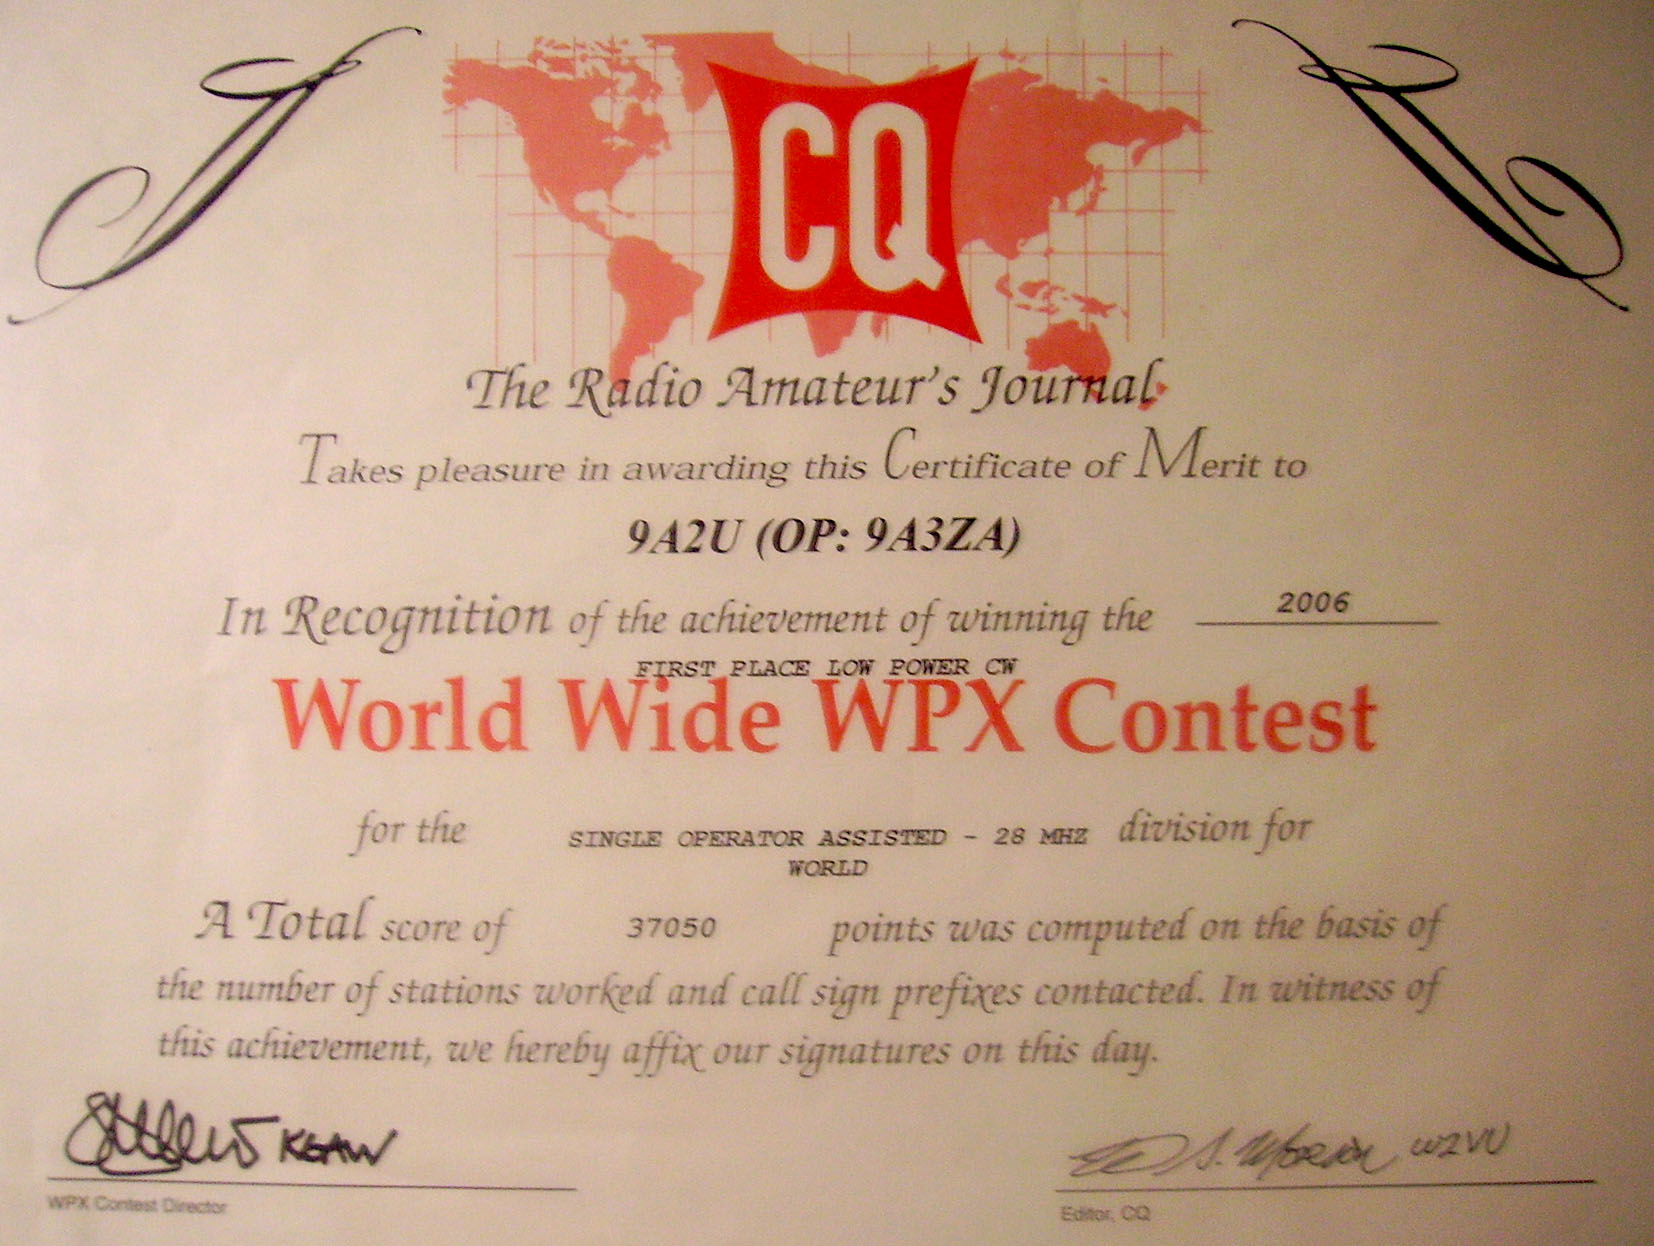 CQ
The Radio Amateur's Journal
Takes pleasure in awarding this Certificate of Merit to
9A2U (OP: 9A3ZA)
In Recognition of the achievement of winning the 2006
FIRST PLACE LOW POWER CW
World Wide WPX Contest
for the SINGLE OPERATOR ASSISTED - 28 MHZ division for
WORLD
A Total score of 37050 points was computed on the basis of
the number of stations worked and call sign prefixes contacted. In witness of
this achievement, we hereby affix our signatures on this day.
K6AW
W2VU
WPX Contest Director
Editor, CQ